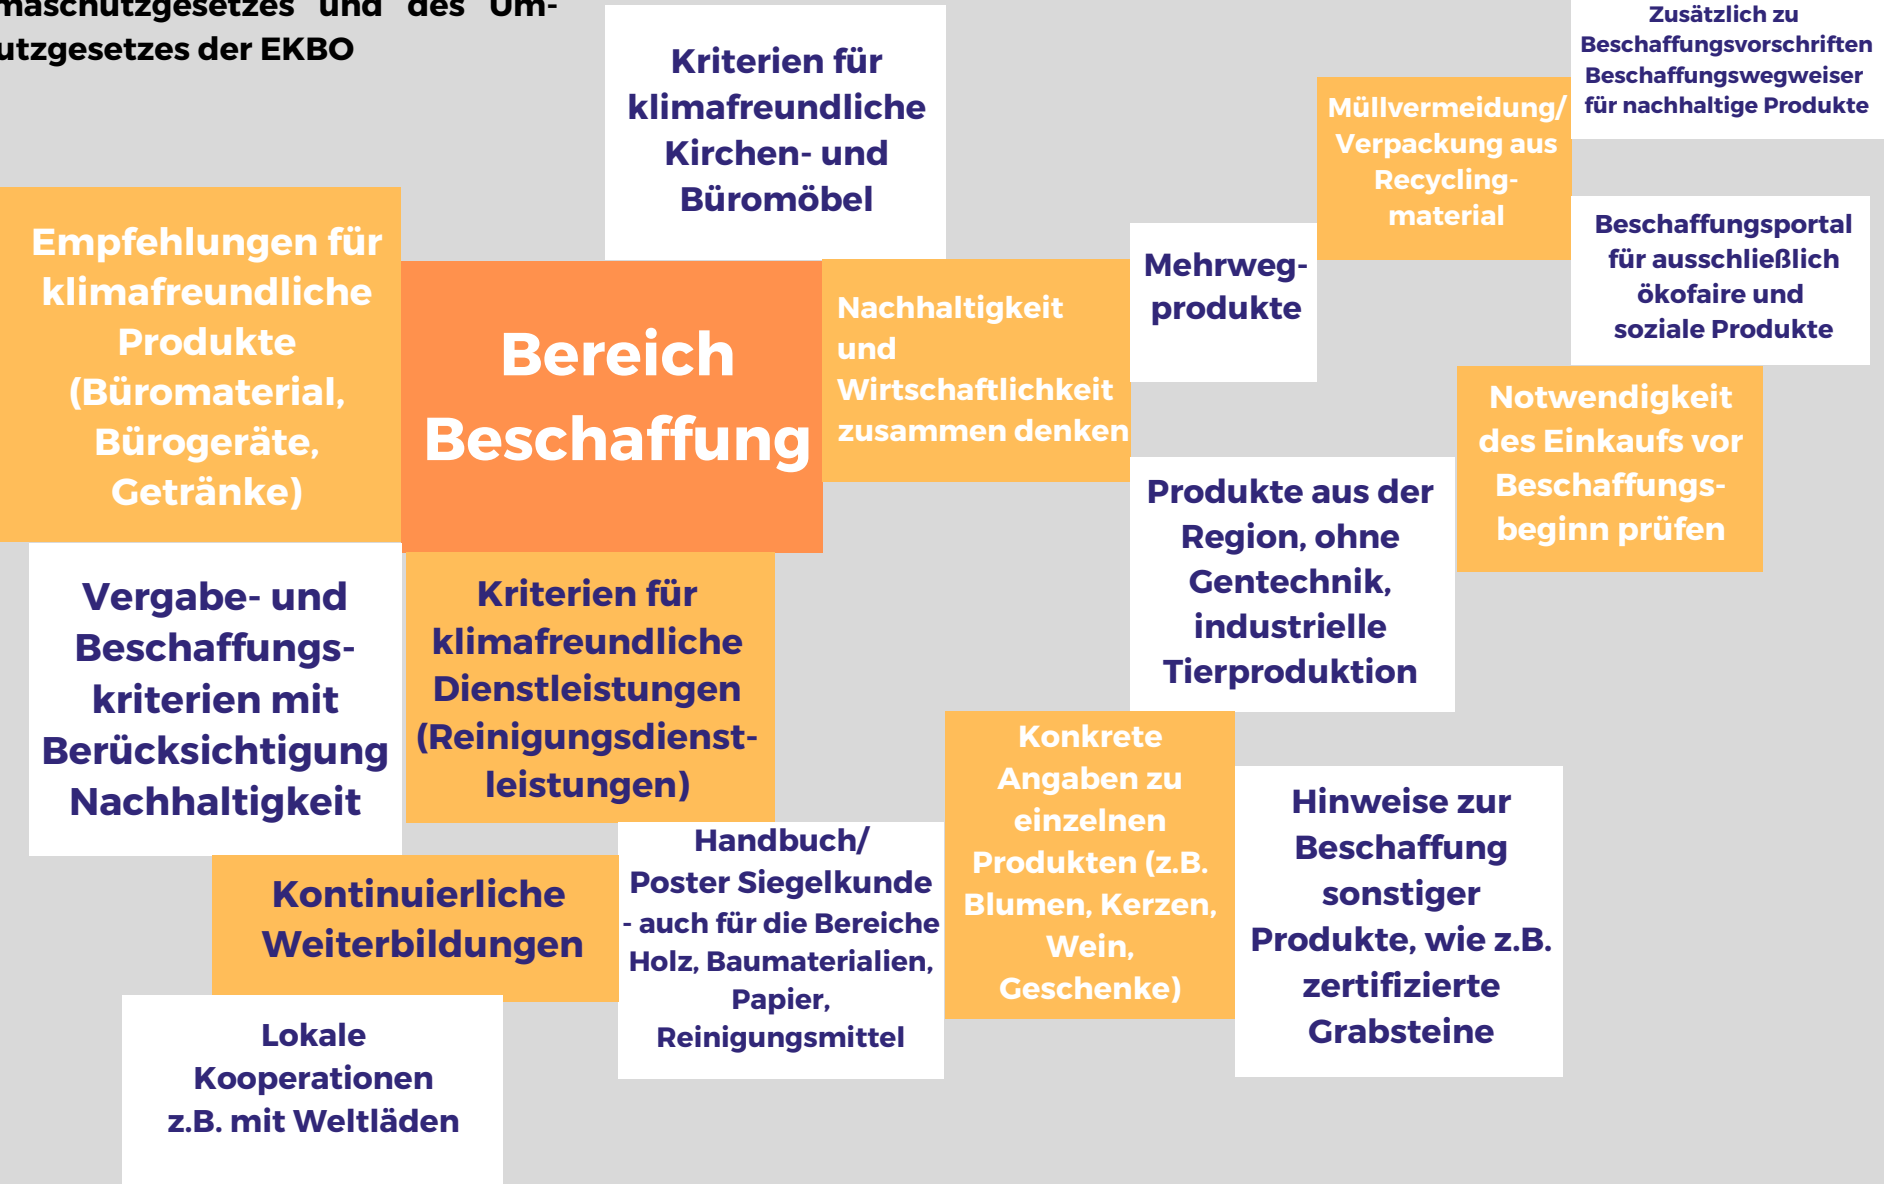 maschutzgesetzes und des Um-
utzgesetzes der EKBO
Kriterien für
klimafreundliche
Kirchen- und
Büromöbel
Zusätzlich zu
Beschaffungsvorschriften
Beschaffungswegweiser
für nachhaltige Produkte
Müllvermeidung/
Verpackung aus
Recycling-
material
Empfehlungen für
klimafreundliche
Produkte
(Büromaterial,
Bürogeräte,
Getränke)
Bereich
Beschaffung
Nachhaltigkeit
und
Wirtschaftlichkeit
zusammen denken
Mehrweg-
produkte
Beschaffungsportal
für ausschließlich
ökofaire und
soziale Produkte
Notwendigkeit
des Einkaufs vor
Beschaffungs-
beginn prüfen
Produkte aus der
Region, ohne
Gentechnik,
industrielle
Tierproduktion
Vergabe- und
Beschaffungs-
kriterien mit
Berücksichtigung
Nachhaltigkeit
Kriterien für
klimafreundliche
Dienstleistungen
(Reinigungsdienst-
leistungen)
Konkrete
Angaben zu
einzelnen
Produkten (z.B.
Blumen, Kerzen,
Wein,
Geschenke)
Hinweise zur
Beschaffung
sonstiger
Produkte, wie z.B.
zertifizierte
Grabsteine
Handbuch/
Poster Siegelkunde
- auch für die Bereiche
Holz, Baumaterialien,
Papier,
Reinigungsmittel
Kontinuierliche
Weiterbildungen
Lokale
Kooperationen
z.B. mit Weltläden